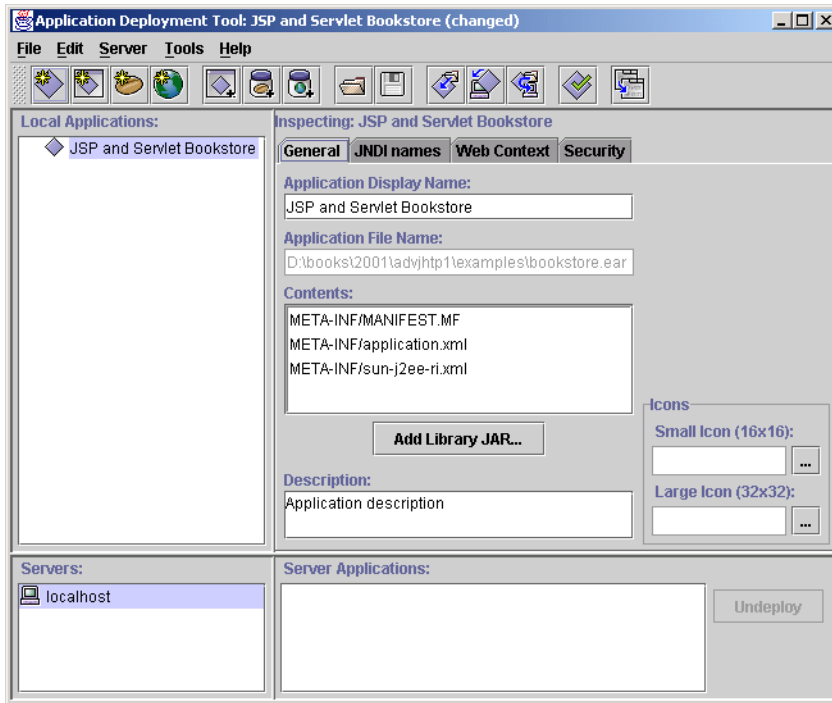 Application Deployment Tool: JSP and Servlet Bookstore (changed)
File Edit Server Tools Help
Local Applications:
JSP and Servlet Bookstore
Inspecting: JSP and Servlet Bookstore
General JNDI names Web Context Security
Application Display Name:
JSP and Servlet Bookstore
Application File Name:
D:\books\2001\advjhtp1\examples\bookstore.ear
Contents:
META-INF/MANIFEST.MF
META-INF/application.xml
META-INF/sun-j2ee-ri.xml
Add Library JAR...
Description:
Application description
Icons
Small Icon (16x16):
...
Large Icon (32x32):
...
Servers:
localhost
Server Applications:
Undeploy